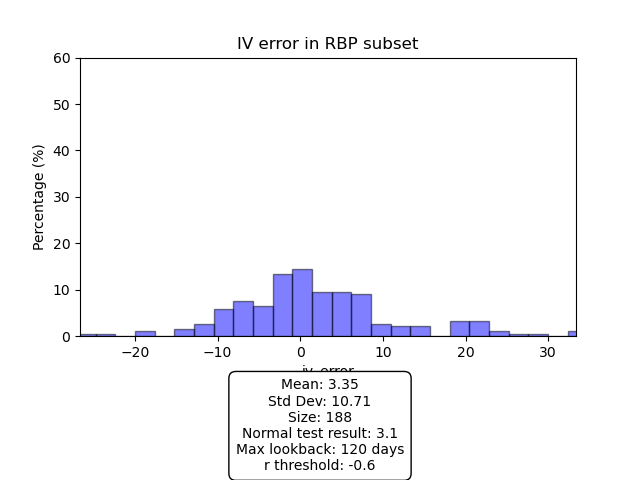 IV error in RBP subset
60
50
40
30
20
10
0
Percentage (%)
−20
−10
0
10
20
30
iv_error
Mean: 3.35
Std Dev: 10.71
Size: 188
Normal test result: 3.1
Max lookback: 120 days
r threshold: -0.6